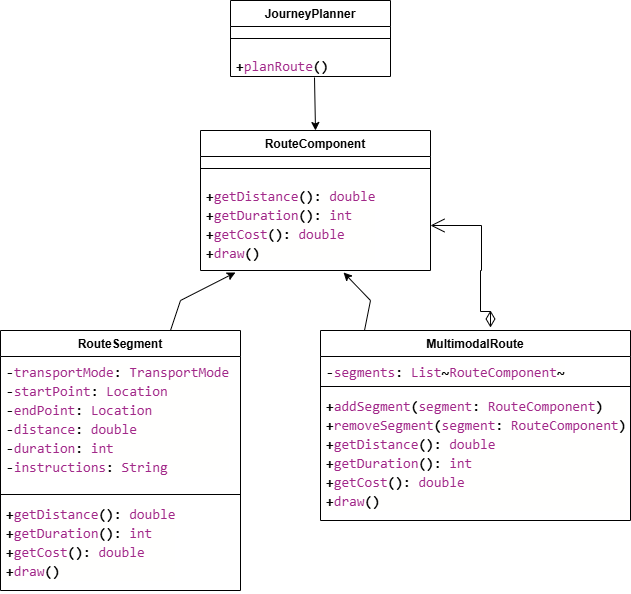 JourneyPlanner
+planRoute()
RouteComponent
+getDistance(): double
+getDuration(): int
+getCost(): double
+draw()
RouteSegment
-transportMode: TransportMode
-startPoint: Location
-endPoint: Location
-distance: double
-duration: int
-instructions: String
+getDistance(): double
+getDuration(): int
+getCost(): double
+draw()
MultimodalRoute
-segments: List~RouteComponent~
+addSegment(segment: RouteComponent)
+removeSegment(segment: RouteComponent)
+getDistance(): double
+getDuration(): int
+getCost(): double
+draw()